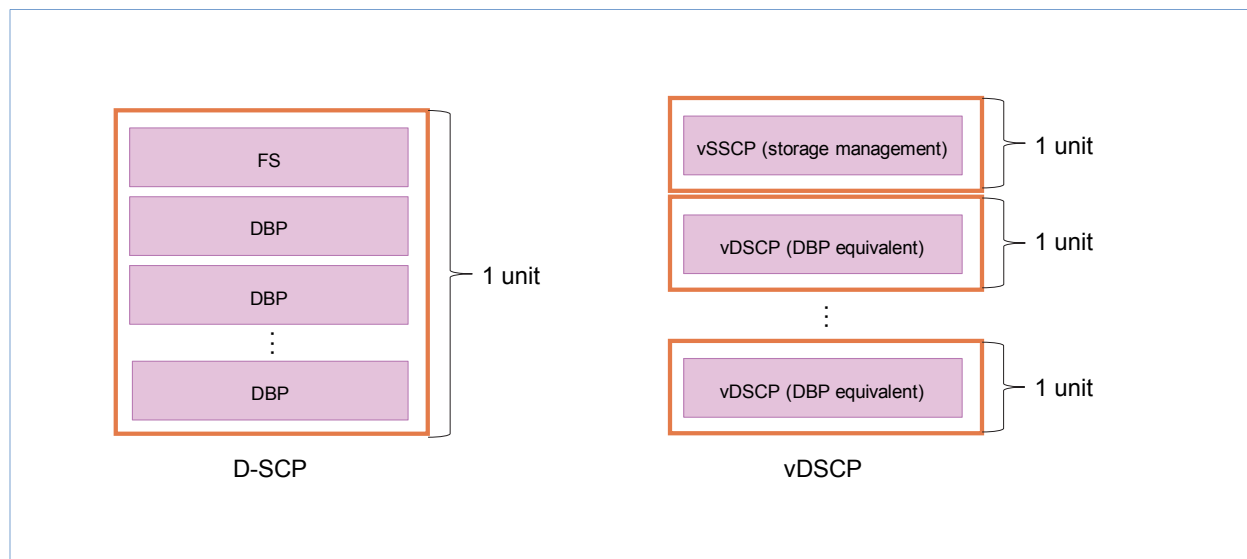 FS
DBP
DBP
⋮
DBP
1 unit
D-SCP
vSSCP (storage management)
1 unit
vDSCP (DBP equivalent)
1 unit
⋮
vDSCP (DBP equivalent)
1 unit
vDSCP